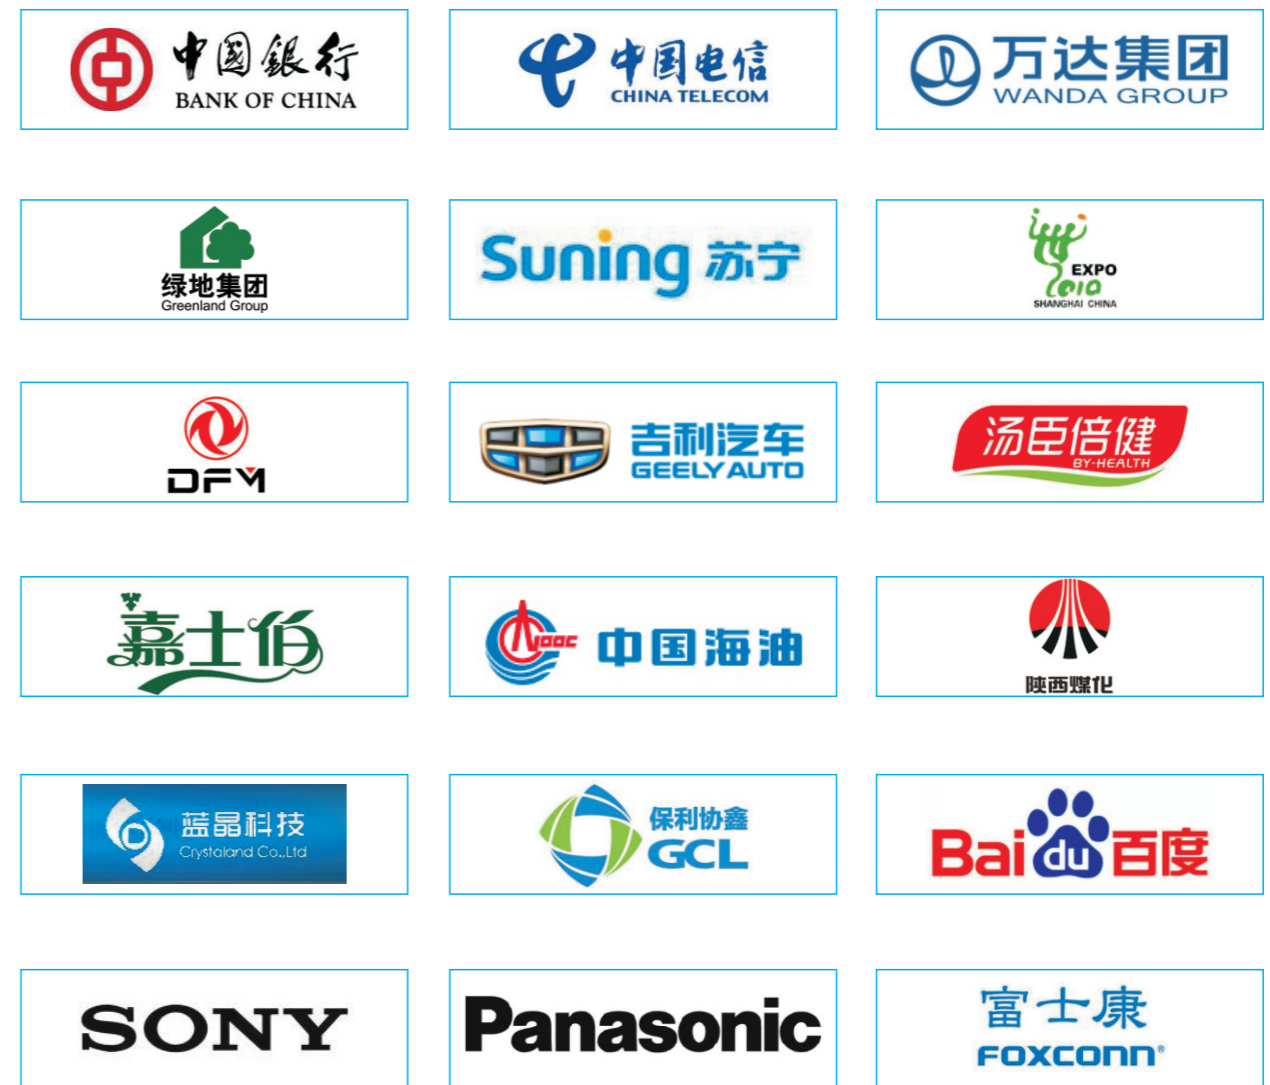 中國銀行
BANK OF CHINA
中国电信
CHINA TELECOM
万达集团
WANDA GROUP
绿地集团
Greenland Group
Suning 苏宁
EXPO
2010
SHANGHAI CHINA
DFM
吉利汽车
GEELY AUTO
汤臣倍健
BY-HEALTH
嘉士伯
CNOOC 中国海油
陕西煤化
蓝晶科技
Crystaland Co.,Ltd
保利协鑫
GCL
Bai du 百度
SONY
Panasonic
富士康
FOXCONN®